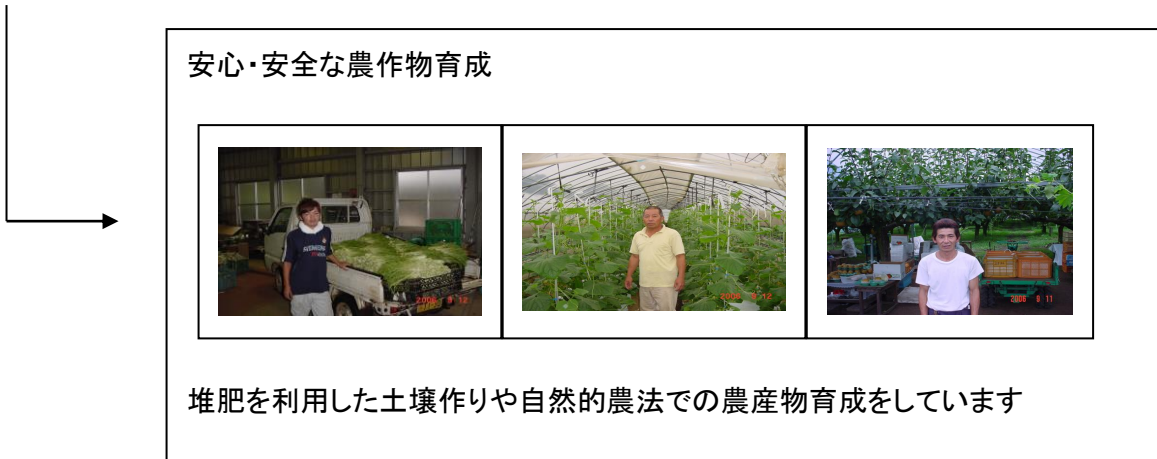 安心・安全な農作物育成
2006 9 12
2006 9 12
2006 9 11
堆肥を利用した土壌作りや自然的農法での農産物育成をしています